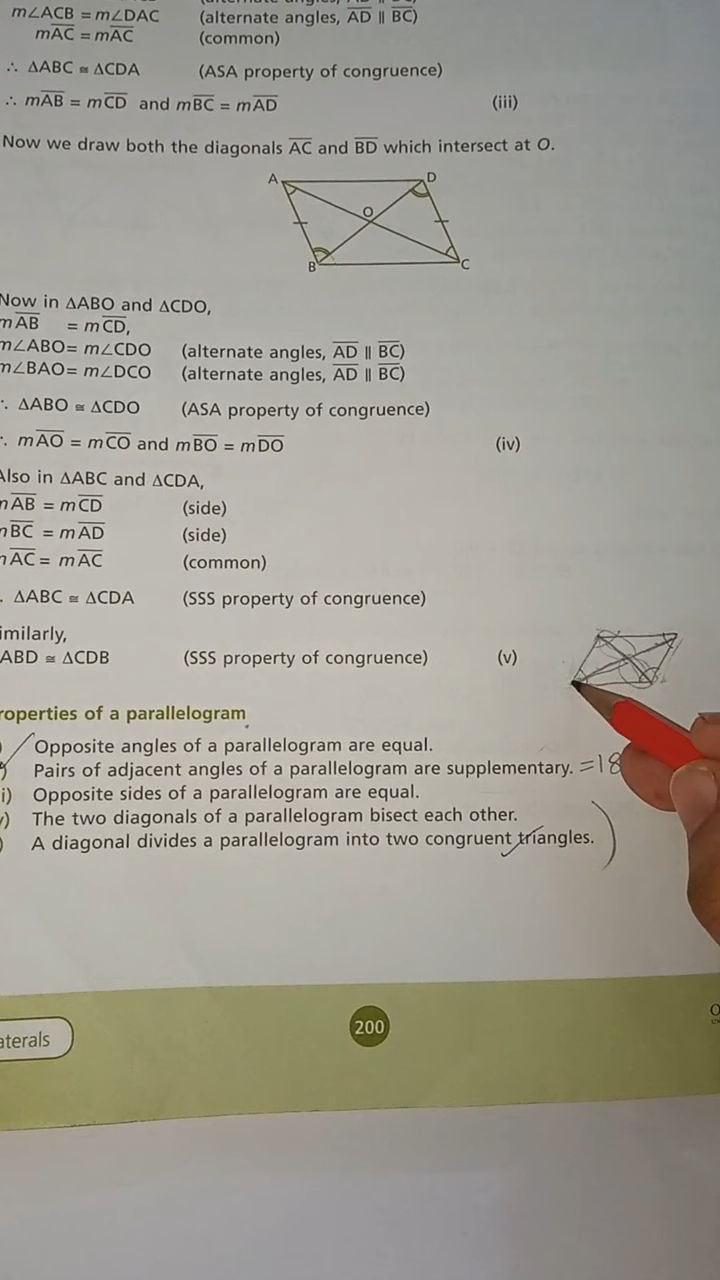 m∠ACB = m∠DAC (alternate angles, AD ∥ BC)
mAC = mAC (common)
∴ ΔABC ≅ ΔCDA (ASA property of congruence)
∴ mAB = mCD and mBC = mAD (iii)
Now we draw both the diagonals AC and BD which intersect at O.
A D
O
B C
Now in ΔABO and ΔCDO,
mAB = mCD,
m∠ABO= m∠CDO (alternate angles, AD ∥ BC)
m∠BAO= m∠DCO (alternate angles, AD ∥ BC)
∴ ΔABO ≅ ΔCDO (ASA property of congruence)
∴ mAO = mCO and mBO = mDO (iv)
Also in ΔABC and ΔCDA,
mAB = mCD (side)
mBC = mAD (side)
mAC = mAC (common)
ΔABC ≅ ΔCDA (SSS property of congruence)
imilarly,
ABD ≅ ΔCDB (SSS property of congruence) (v)
roperties of a parallelogram
Opposite angles of a parallelogram are equal.
Pairs of adjacent angles of a parallelogram are supplementary. =18
i) Opposite sides of a parallelogram are equal.
) The two diagonals of a parallelogram bisect each other.
) A diagonal divides a parallelogram into two congruent triangles.
aterals
200